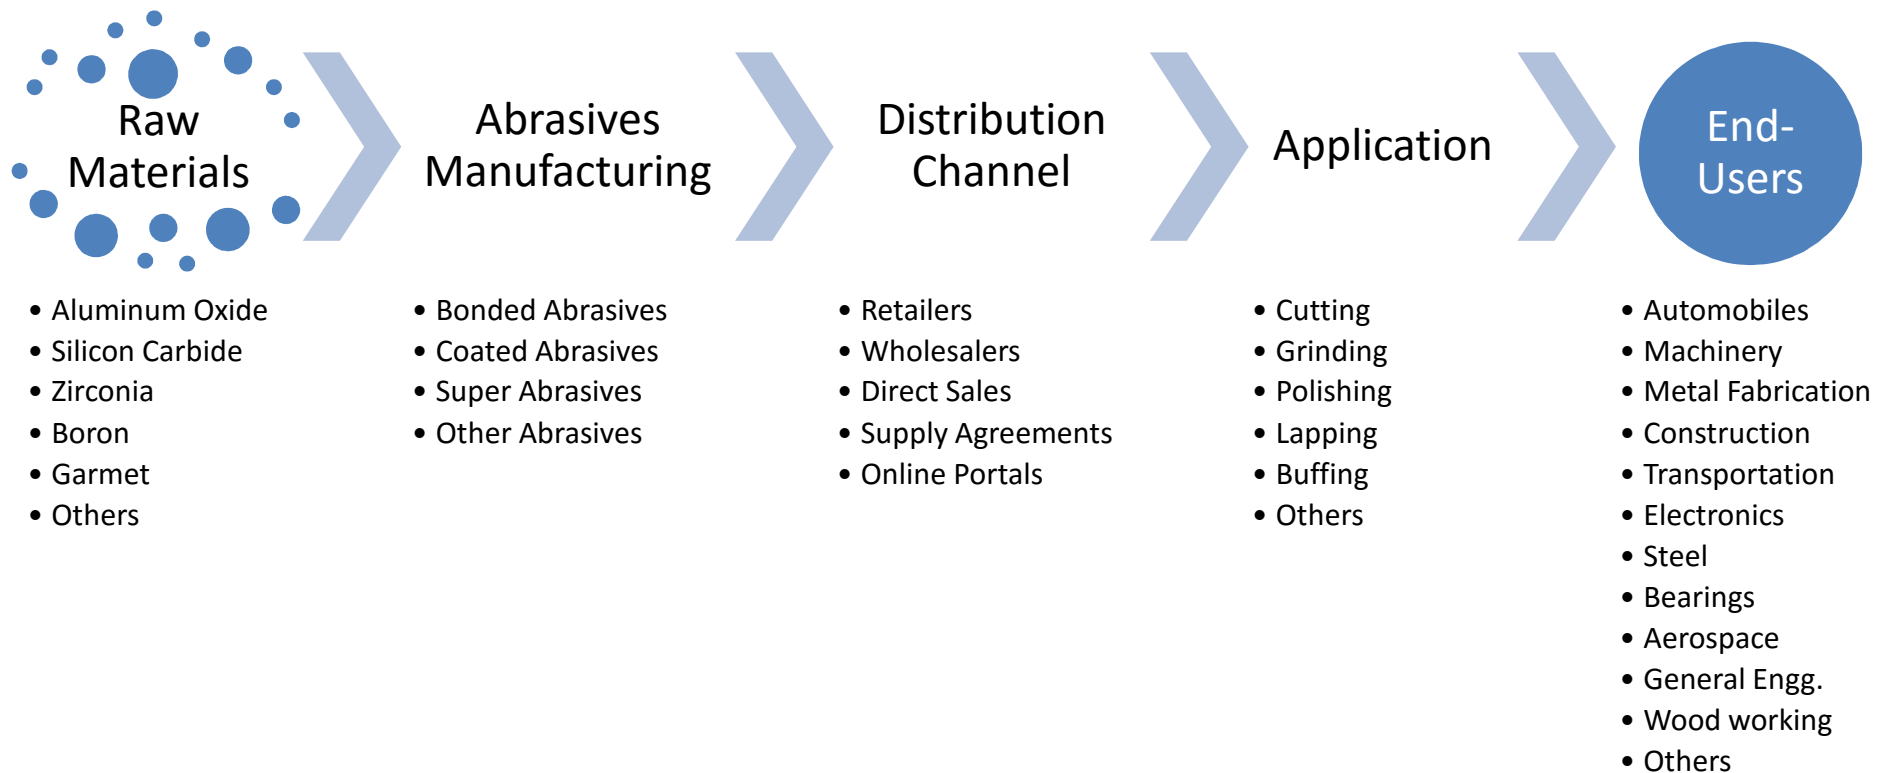 Raw
Materials
Abrasives
Manufacturing
Distribution
Channel
Application
End-
Users
• Aluminum Oxide
• Silicon Carbide
• Zirconia
• Boron
• Garmet
• Others
• Bonded Abrasives
• Coated Abrasives
• Super Abrasives
• Other Abrasives
• Retailers
• Wholesalers
• Direct Sales
• Supply Agreements
• Online Portals
• Cutting
• Grinding
• Polishing
• Lapping
• Buffing
• Others
• Automobiles
• Machinery
• Metal Fabrication
• Construction
• Transportation
• Electronics
• Steel
• Bearings
• Aerospace
• General Engg.
• Wood working
• Others